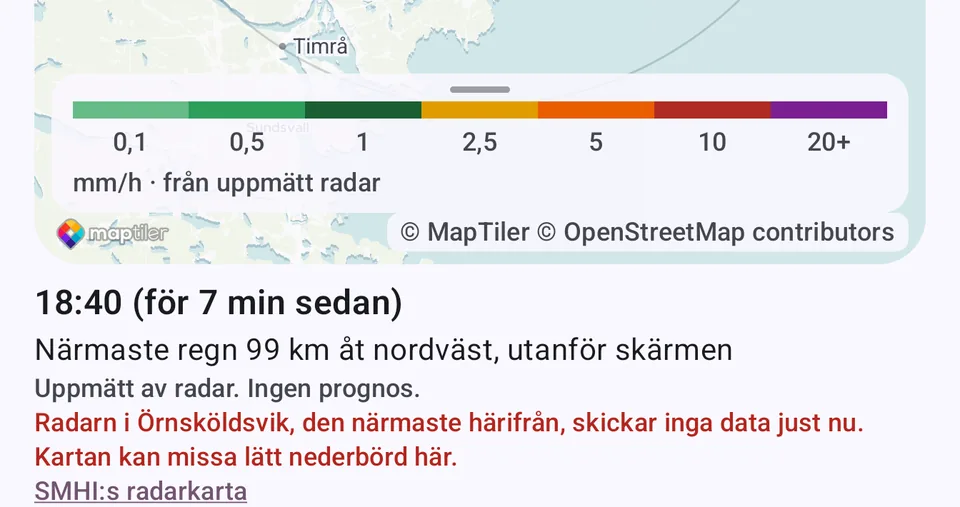 Timrå
Sundsvall
0,1 0,5 1 2,5 5 10 20+
mm/h · från uppmätt radar
maptiler
© MapTiler © OpenStreetMap contributors
18:40 (för 7 min sedan)
Närmaste regn 99 km åt nordväst, utanför skärmen
Uppmätt av radar. Ingen prognos.
Radarn i Örnsköldsvik, den närmaste härifrån, skickar inga data just nu.
Kartan kan missa lätt nederbörd här.
SMHI:s radarkarta